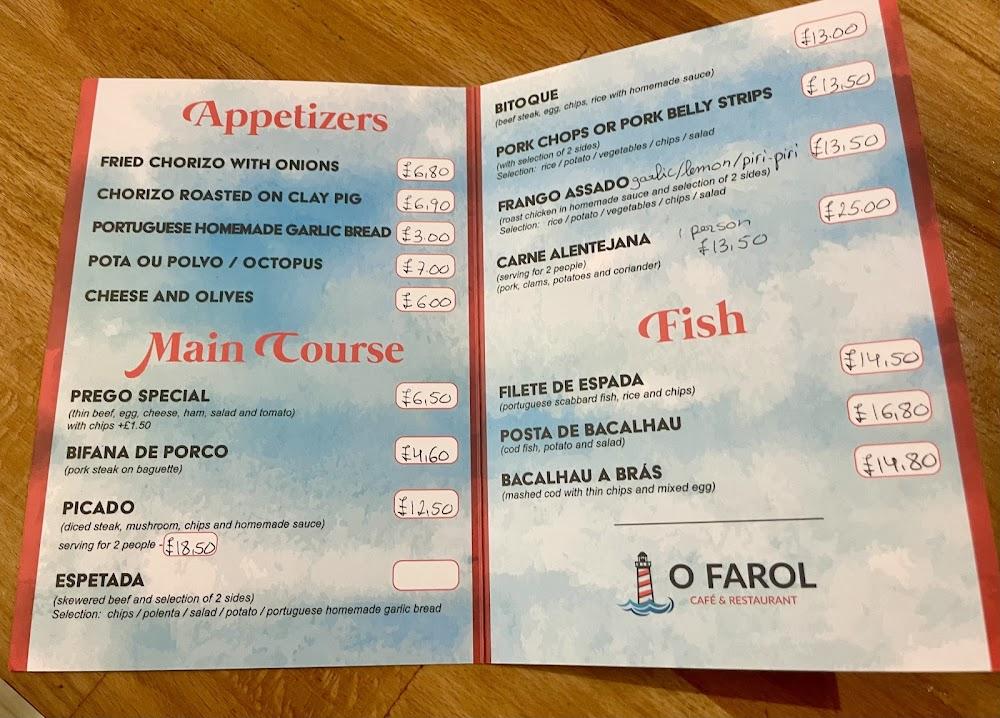 Appetizers
FRIED CHORIZO WITH ONIONS £6,80
CHORIZO ROASTED ON CLAY PIG £6,90
PORTUGUESE HOMEMADE GARLIC BREAD £3.00
POTA OU POLVO / OCTOPUS £7.00
CHEESE AND OLIVES £6.00
Main Course
PREGO SPECIAL £6,50
(thin beef, egg, cheese, ham, salad and tomato)
with chips +£1.50
BIFANA DE PORCO £4,60
(pork steak on baguette)
PICADO £12,50
(diced steak, mushroom, chips and homemade sauce)
serving for 2 people - £18,50
ESPETADA
(skewered beef and selection of 2 sides)
Selection: chips / polenta / salad / potato / portuguese homemade garlic bread
BITOQUE £13.00
(beef steak, egg, chips, rice with homemade sauce)
PORK CHOPS OR PORK BELLY STRIPS £13,50
(with selection of 2 sides)
Selection: rice / potato / vegetables / chips / salad
FRANGO ASSADO garlic/lemon/piri-piri £13,50
(roast chicken in homemade sauce and selection of 2 sides)
Selection: rice / potato / vegetables / chips / salad
CARNE ALENTEJANA 1 person £25.00
(serving for 2 people) £13,50
(pork, clams, potatoes and coriander)
Fish
FILETE DE ESPADA £14,50
(portuguese scabbard fish, rice and chips)
POSTA DE BACALHAU £16,80
(cod fish, potato and salad)
BACALHAU A BRÁS £14,80
(mashed cod with thin chips and mixed egg)
O FAROL
CAFÉ & RESTAURANT